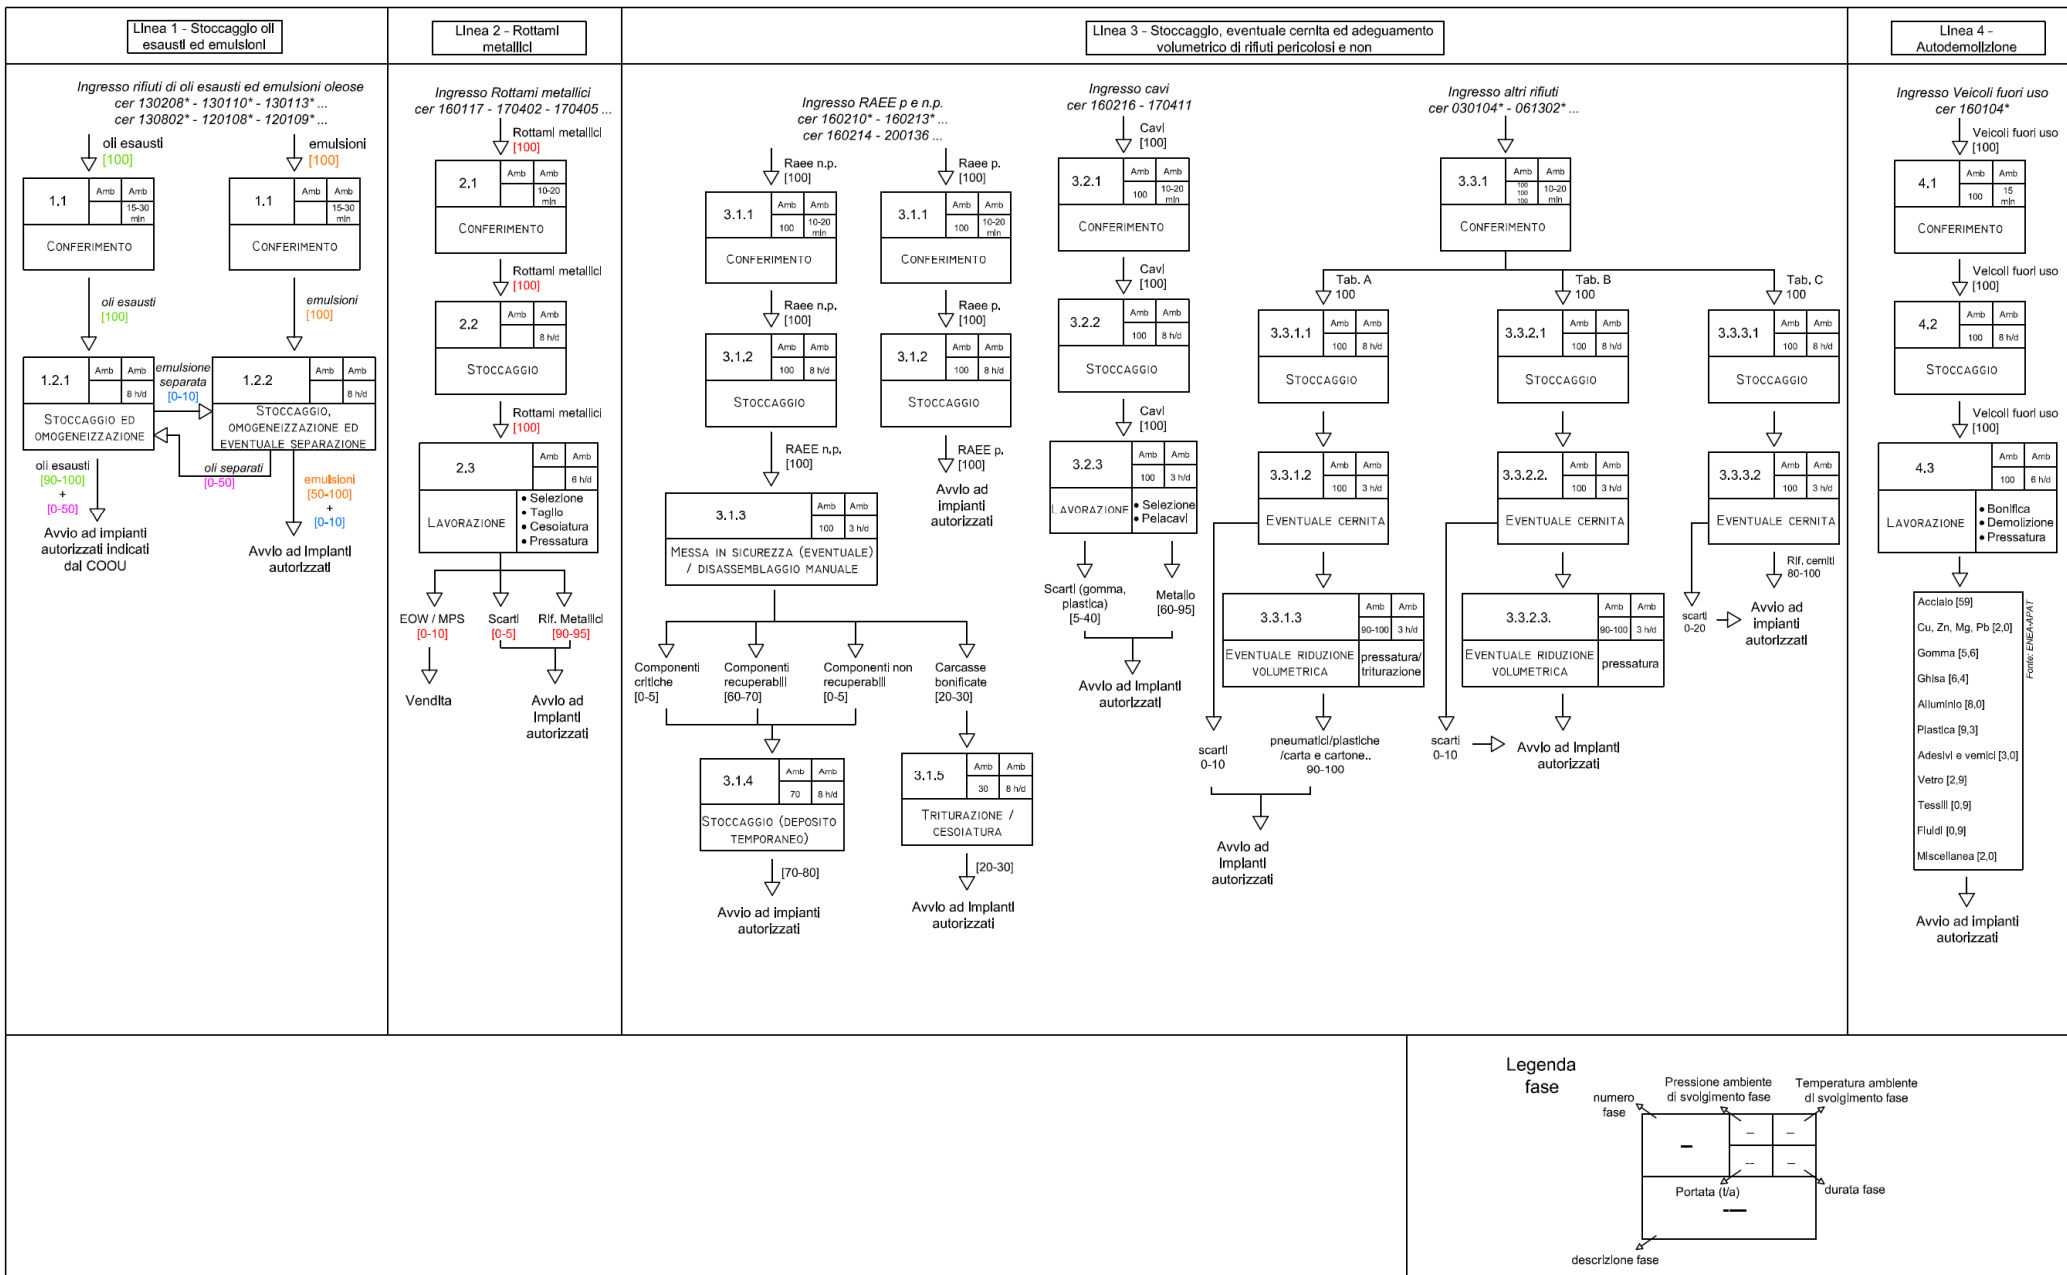 Linea 1 - Stoccaggio oli
esausti ed emulsioni
Ingresso rifiuti di oli esausti ed emulsioni oleose
cer 130208* - 130110* - 130113* ...
cer 130802* - 120108* - 120109* ...
oli esausti
[100]
emulsioni
[100]
1.1
Amb
Amb
15-30
min
CONFERIMENTO
1.1
Amb
Amb
15-30
min
CONFERIMENTO
oli esausti
[100]
emulsioni
[100]
1.2.1
Amb
Amb
8 h/d
STOCCAGGIO ED
OMOGENEIZZAZIONE
emulsione
separata
[0-10]
1.2.2
Amb
Amb
8 h/d
STOCCAGGIO,
OMOGENEIZZAZIONE ED
EVENTUALE SEPARAZIONE
oli separati
[0-50]
oli esausti
[90-100]
+
[0-50]
emulsioni
[50-100]
+
[0-10]
Avvio ad impianti
autorizzati indicati
dal COOU
Avvio ad impianti
autorizzati
Linea 2 - Rottami
metallici
Ingresso Rottami metallici
cer 160117 - 170402 - 170405 ...
Rottami metallici
[100]
2.1
Amb
Amb
10-20
min
CONFERIMENTO
Rottami metallici
[100]
2.2
Amb
Amb
8 h/d
STOCCAGGIO
Rottami metallici
[100]
2.3
Amb
Amb
6 h/d
LAVORAZIONE
• Selezione
• Taglio
• Cesoiatura
• Pressatura
EOW / MPS
[0-10]
Scarti
[0-5]
Rif. Metallici
[90-95]
Vendita
Avvio ad
impianti
autorizzati
Linea 3 - Stoccaggio, eventuale cernita ed adeguamento
volumetrico di rifiuti pericolosi e non
Ingresso RAEE p e n.p.
cer 160210* - 160213* ...
cer 160214 - 200136 ...
Raee n.p.
[100]
Raee p.
[100]
3.1.1
Amb
Amb
100
10-20
min
CONFERIMENTO
3.1.1
Amb
Amb
100
10-20
min
CONFERIMENTO
Raee n.p.
[100]
Raee p.
[100]
3.1.2
Amb
Amb
100
8 h/d
STOCCAGGIO
3.1.2
Amb
Amb
100
8 h/d
STOCCAGGIO
RAEE n.p.
[100]
RAEE p.
[100]
Avvio ad
impianti
autorizzati
3.1.3
Amb
Amb
100
3 h/d
MESSA IN SICUREZZA (EVENTUALE)
/ DISASSEMBLAGGIO MANUALE
Componenti
critiche
[0-5]
Componenti
recuperabili
[60-70]
Componenti non
recuperabili
[0-5]
Carcasse
bonificate
[20-30]
3.1.4
Amb
Amb
70
8 h/d
STOCCAGGIO (DEPOSITO
TEMPORANEO)
3.1.5
Amb
Amb
30
8 h/d
TRITURAZIONE /
CESOIATURA
[70-80]
[20-30]
Avvio ad impianti
autorizzati
Avvio ad impianti
autorizzati
Ingresso cavi
cer 160216 - 170411
Cavi
[100]
3.2.1
Amb
Amb
100
10-20
min
CONFERIMENTO
Cavi
[100]
3.2.2
Amb
Amb
100
8 h/d
STOCCAGGIO
Cavi
[100]
3.2.3
Amb
Amb
100
3 h/d
LAVORAZIONE
• Selezione
• Pelacavi
Scarti (gomma,
plastica)
[5-40]
Metallo
[60-95]
Avvio ad impianti
autorizzati
Ingresso altri rifiuti
cer 030104* - 061302* ...
3.3.1
Amb
Amb
100
100
100
10-20
min
CONFERIMENTO
Tab. A
100
Tab. B
100
Tab. C
100
3.3.1.1
Amb
Amb
100
8 h/d
STOCCAGGIO
3.3.2.1
Amb
Amb
100
8 h/d
STOCCAGGIO
3.3.3.1
Amb
Amb
100
8 h/d
STOCCAGGIO
3.3.1.2
Amb
Amb
100
3 h/d
EVENTUALE CERNITA
3.3.2.2.
Amb
Amb
100
3 h/d
EVENTUALE CERNITA
3.3.3.2
Amb
Amb
100
3 h/d
EVENTUALE CERNITA
Rif. cerniti
80-100
scarti
0-20
Avvio ad
impianti
autorizzati
3.3.1.3
Amb
Amb
90-100
3 h/d
EVENTUALE RIDUZIONE
VOLUMETRICA
pressatura/
triturazione
3.3.2.3.
Amb
Amb
90-100
3 h/d
EVENTUALE RIDUZIONE
VOLUMETRICA
pressatura
scarti
0-10
pneumatici/plastiche
/carta e cartone..
90-100
scarti
0-10
Avvio ad impianti
autorizzati
Avvio ad
impianti
autorizzati
Linea 4 -
Autodemolizione
Ingresso Veicoli fuori uso
cer 160104*
Veicoli fuori uso
[100]
4.1
Amb
Amb
100
15
min
CONFERIMENTO
Veicoli fuori uso
[100]
4.2
Amb
Amb
100
8 h/d
STOCCAGGIO
Veicoli fuori uso
[100]
4.3
Amb
Amb
100
6 h/d
LAVORAZIONE
• Bonifica
• Demolizione
• Pressatura
Acciaio [59]
Cu, Zn, Mg, Pb [2,0]
Gomma [5,6]
Ghisa [6,4]
Alluminio [8,0]
Plastica [9,3]
Adesivi e vernici [3,0]
Vetro [2,9]
Tessili [0,9]
Fluidi [0,9]
Miscellanea [2,0]
Fonte: ENEA-APAT
Avvio ad impianti
autorizzati
Legenda
fase
numero
fase
Pressione ambiente
di svolgimento fase
Temperatura ambiente
di svolgimento fase
Portata (t/a)
durata fase
descrizione fase